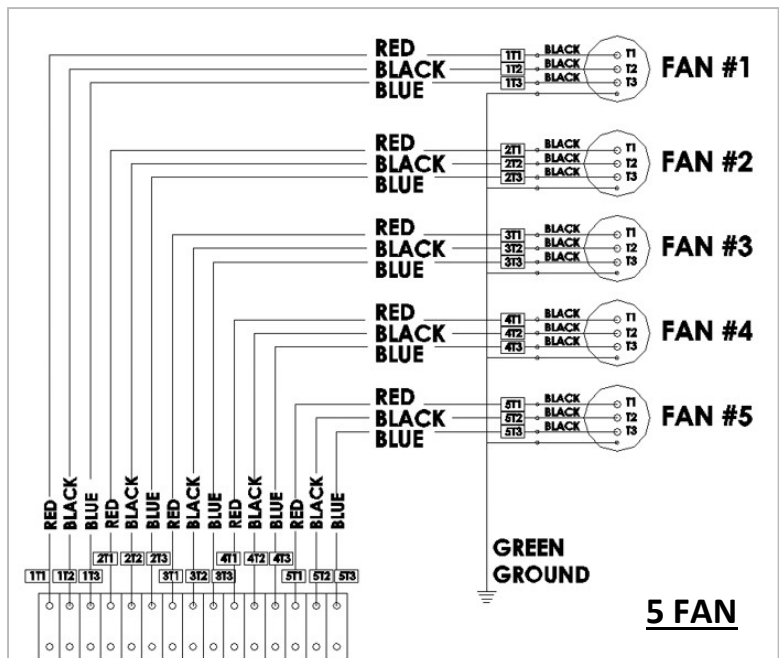 RED 1T1 BLACK T1
BLACK 1T2 BLACK T2 FAN #1
BLUE 1T3 BLACK T3
RED 2T1 BLACK T1
BLACK 2T2 BLACK T2 FAN #2
BLUE 2T3 BLACK T3
RED 3T1 BLACK T1
BLACK 3T2 BLACK T2 FAN #3
BLUE 3T3 BLACK T3
RED 4T1 BLACK T1
BLACK 4T2 BLACK T2 FAN #4
BLUE 4T3 BLACK T3
RED 5T1 BLACK T1
BLACK 5T2 BLACK T2 FAN #5
BLUE 5T3 BLACK T3
RED BLACK BLUE RED BLACK BLUE RED BLACK BLUE RED BLACK BLUE RED BLACK BLUE
2T1 2T2 2T3 4T1 4T2 4T3
1T1 1T2 1T3 3T1 3T2 3T3 5T1 5T2 5T3
GREEN
GROUND
5 FAN